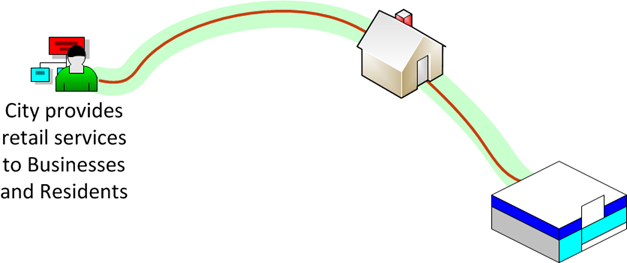 City provides
retail services
to Businesses
and Residents